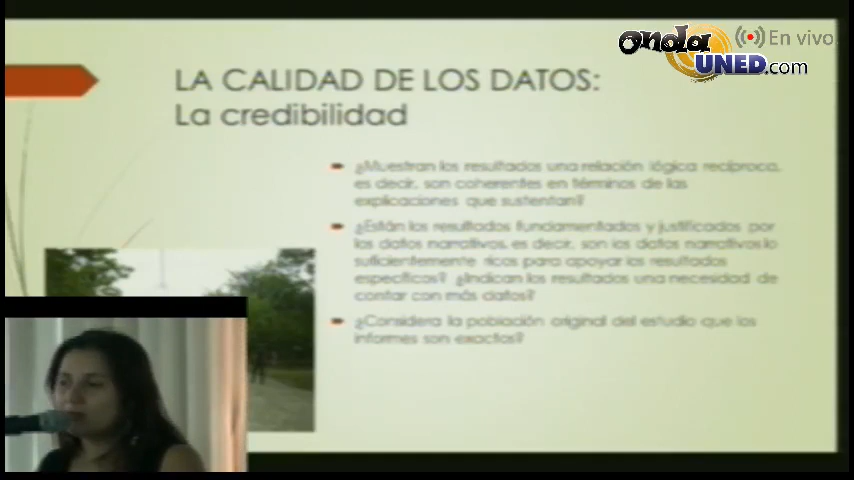 onda
UNED.com
En vivo
LA CALIDAD DE LOS DATOS:
La credibilidad
¿Muestran los resultados una relación lógica recíproca,
es decir, son coherentes en términos de las
explicaciones que sustentan?
¿Están los resultados fundamentados y justificados por
los datos narrativos, es decir, son los datos narrativos lo
suficientemente ricos para apoyar los resultados
específicos? ¿Indican los resultados una necesidad de
contar con más datos?
¿Considera la población original del estudio que los
informes son exactos?